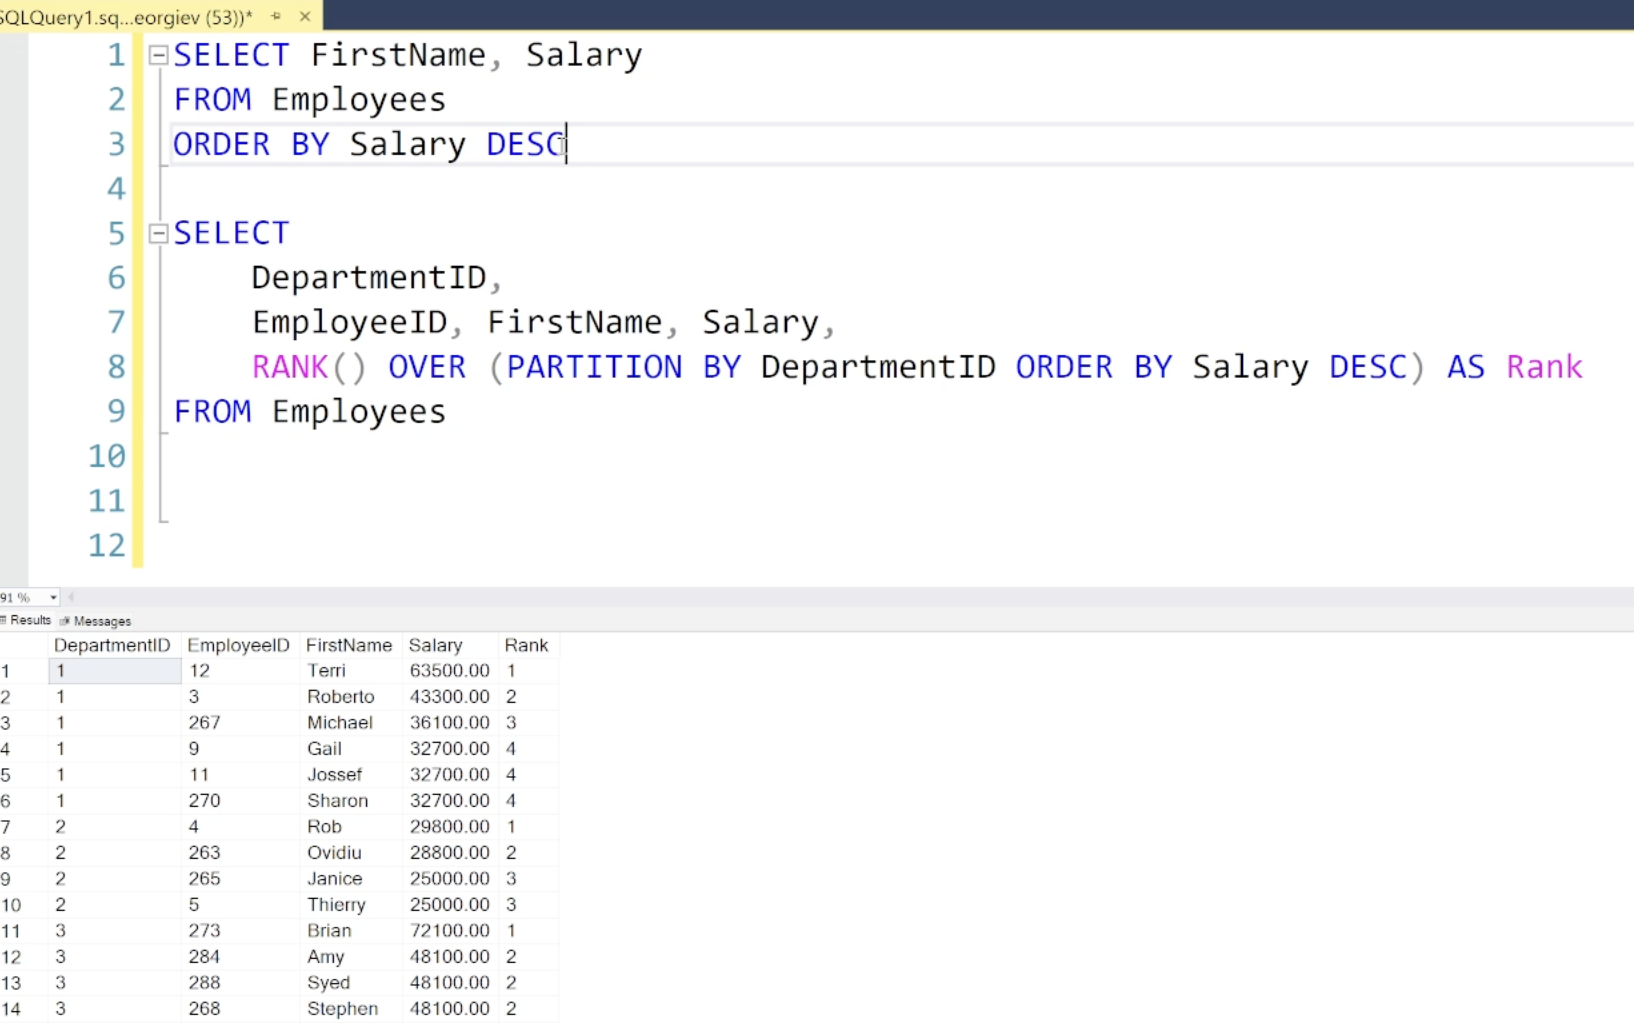 SQLQuery1.sq...eorgiev (53))*
1 SELECT FirstName, Salary
2 FROM Employees
3 ORDER BY Salary DESC
4
5 SELECT
6 DepartmentID,
7 EmployeeID, FirstName, Salary,
8 RANK() OVER (PARTITION BY DepartmentID ORDER BY Salary DESC) AS Rank
9 FROM Employees
10
11
12
91 %
Results Messages
DepartmentID EmployeeID FirstName Salary Rank
1 1 12 Terri 63500.00 1
2 1 3 Roberto 43300.00 2
3 1 267 Michael 36100.00 3
4 1 9 Gail 32700.00 4
5 1 11 Jossef 32700.00 4
6 1 270 Sharon 32700.00 4
7 2 4 Rob 29800.00 1
8 2 263 Ovidiu 28800.00 2
9 2 265 Janice 25000.00 3
10 2 5 Thierry 25000.00 3
11 3 273 Brian 72100.00 1
12 3 284 Amy 48100.00 2
13 3 288 Syed 48100.00 2
14 3 268 Stephen 48100.00 2